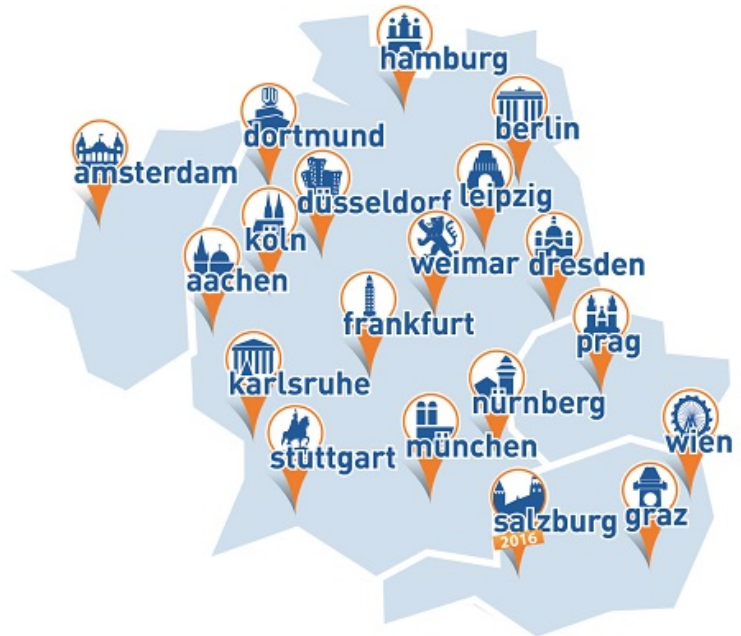 hamburg
berlin
dortmund
amsterdam
düsseldorf
leipzig
köln
weimar
dresden
aachen
frankfurt
prag
karlsruhe
nürnberg
stuttgart
münchen
wien
salzburg
graz
2016